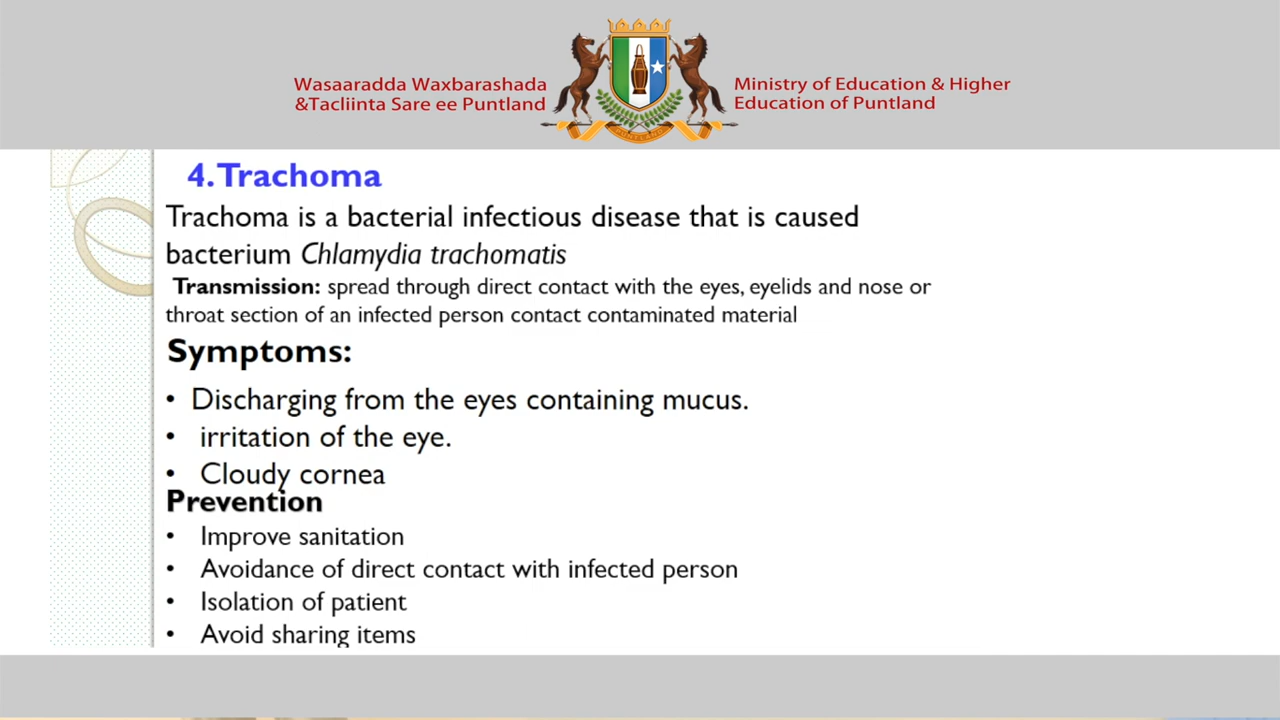 Wasaaradda Waxbarashada
&Tacliinta Sare ee Puntland
Ministry of Education & Higher
Education of Puntland
4. Trachoma
Trachoma is a bacterial infectious disease that is caused
bacterium Chlamydia trachomatis
Transmission: spread through direct contact with the eyes, eyelids and nose or
throat section of an infected person contact contaminated material
Symptoms:
• Discharging from the eyes containing mucus.
• irritation of the eye.
• Cloudy cornea
Prevention
• Improve sanitation
• Avoidance of direct contact with infected person
• Isolation of patient
• Avoid sharing items